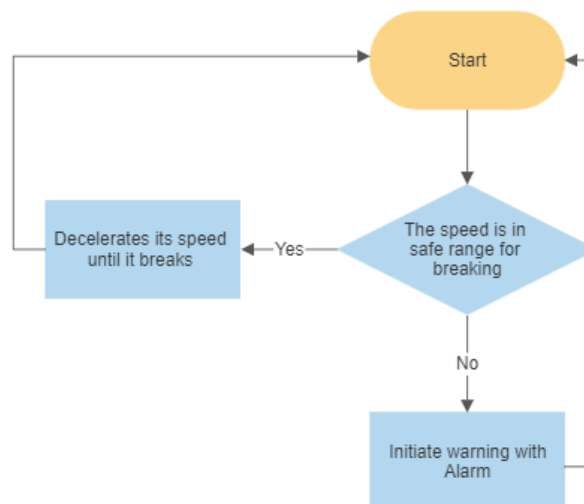 Start
The speed is in
safe range for
breaking
Yes
Decelerates its speed
until it breaks
No
Initiate warning with
Alarm